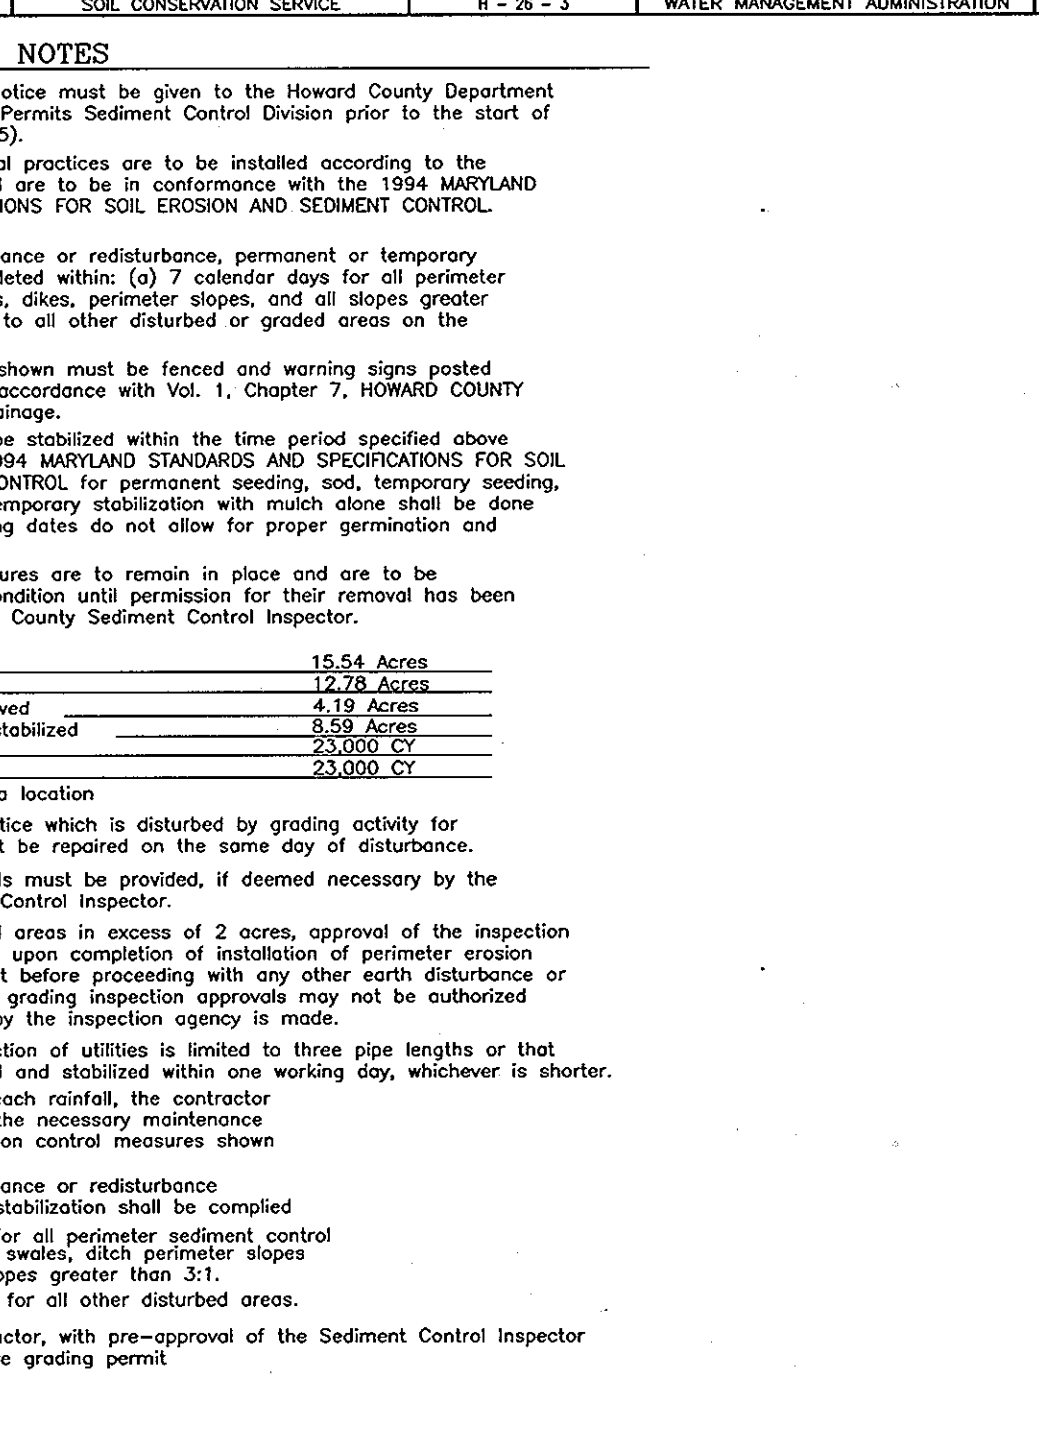 SOIL CONSERVATION SERVICE H - 26 - 3 WATER MANAGEMENT ADMINISTRATION
NOTES
otice must be given to the Howard County Department
Permits Sediment Control Division prior to the start of
5).
al practices are to be installed according to the
are to be in conformance with the 1994 MARYLAND
IONS FOR SOIL EROSION AND SEDIMENT CONTROL.
ance or redisturbance, permanent or temporary
leted within: (a) 7 calendar days for all perimeter
s, dikes, perimeter slopes, and all slopes greater
to all other disturbed or graded areas on the
shown must be fenced and warning signs posted
accordance with Vol. 1, Chapter 7, HOWARD COUNTY
ainage.
be stabilized within the time period specified above
994 MARYLAND STANDARDS AND SPECIFICATIONS FOR SOIL
ONTROL for permanent seeding, sod, temporary seeding,
emporary stabilization with mulch alone shall be done
ng dates do not allow for proper germination and
ures are to remain in place and are to be
ondition until permission for their removal has been
County Sediment Control Inspector.
15.54 Acres
12.78 Acres
ved 4.19 Acres
stabilized 8.59 Acres
23,000 CY
23,000 CY
a location
tice which is disturbed by grading activity for
t be repaired on the same day of disturbance.
ls must be provided, if deemed necessary by the
Control Inspector.
d areas in excess of 2 acres, approval of the inspection
upon completion of installation of perimeter erosion
t before proceeding with any other earth disturbance or
grading inspection approvals may not be authorized
by the inspection agency is made.
ction of utilities is limited to three pipe lengths or that
d and stabilized within one working day, whichever is shorter.
each rainfall, the contractor
the necessary maintenance
on control measures shown
ance or redisturbance
stabilization shall be complied
for all perimeter sediment control
swales, ditch perimeter slopes
opes greater than 3:1.
for all other disturbed areas.
actor, with pre-approval of the Sediment Control Inspector
e grading permit